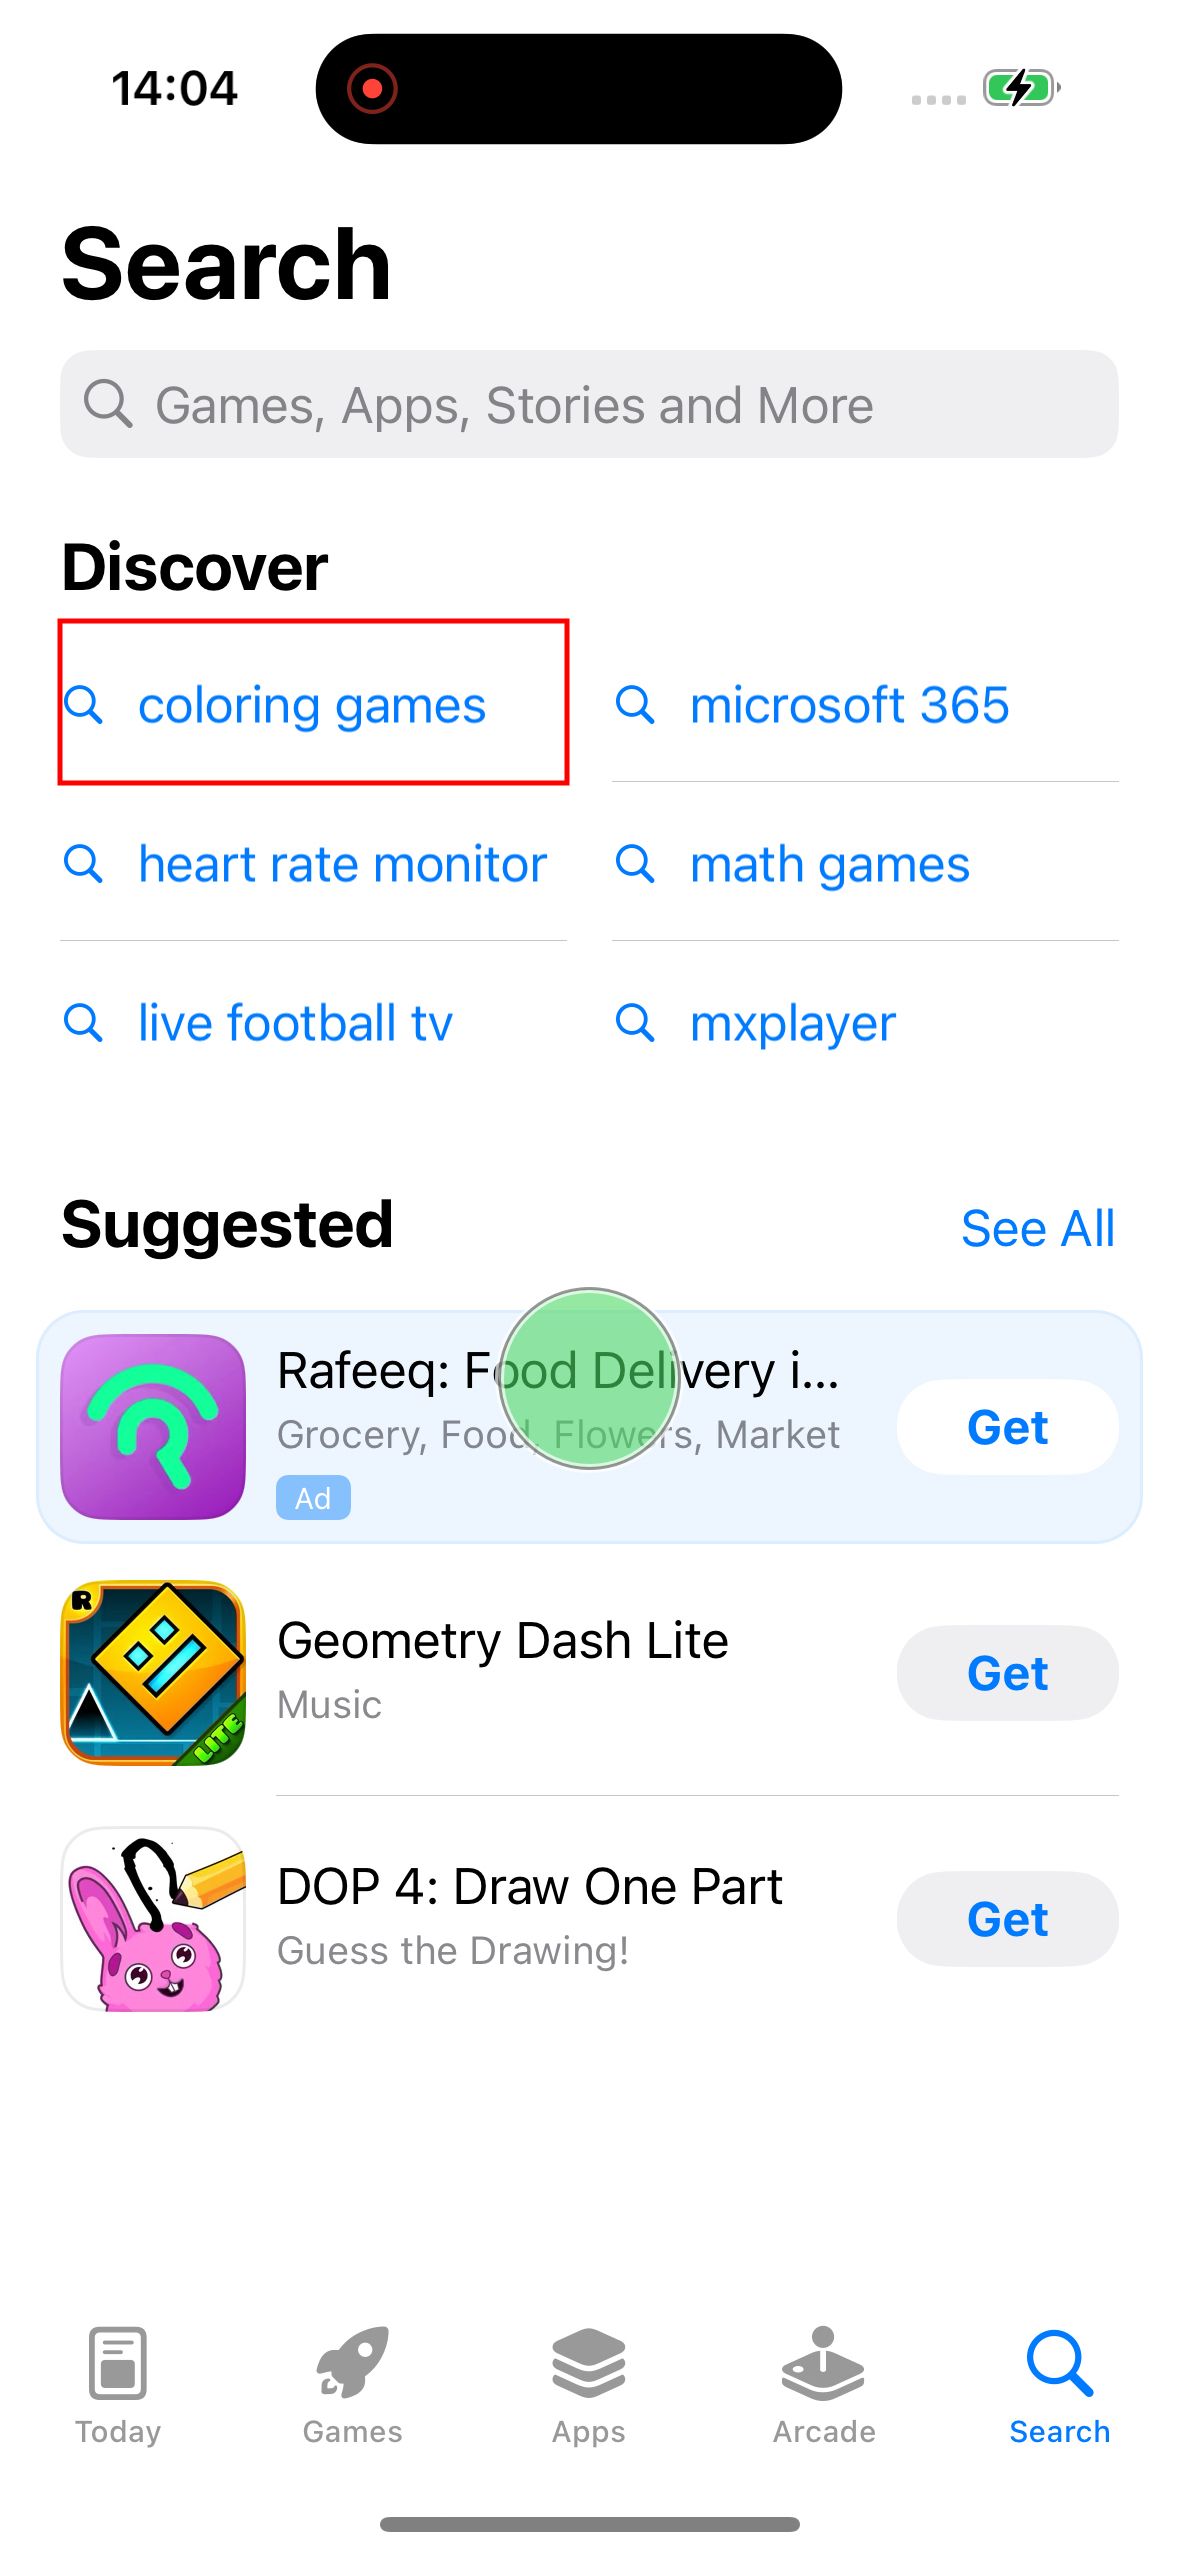 14:04
Search
Games, Apps, Stories and More
Discover
coloring games
microsoft 365
heart rate monitor
math games
live football tv
mxplayer
Suggested
See All
Rafeeq: Food Delivery i...
Grocery, Food, Flowers, Market
Ad
Get
R
LITE
Geometry Dash Lite
Music
Get
DOP 4: Draw One Part
Guess the Drawing!
Get
Today
Games
Apps
Arcade
Search